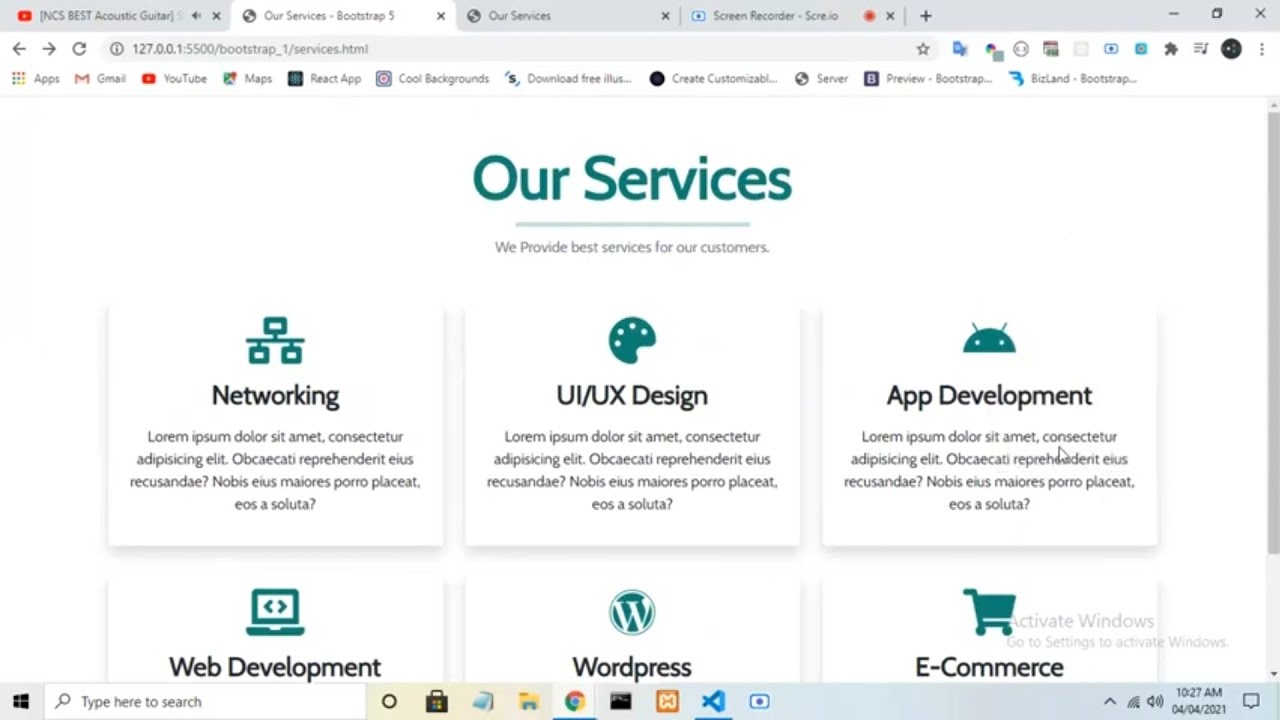 [NCS BEST Acoustic Guitar] S
Our Services - Bootstrap 5
Our Services
Screen Recorder - Scre.io
127.0.0.1:5500/bootstrap_1/services.html
Apps
Gmail
YouTube
Maps
React App
Cool Backgrounds
Download free illus...
Create Customizabl...
Server
Preview - Bootstrap...
BizLand - Bootstrap...
Our Services
We Provide best services for our customers.
Networking
Lorem ipsum dolor sit amet, consectetur
adipisicing elit. Obcaecati reprehenderit eius
recusandae? Nobis eius maiores porro placeat,
eos a soluta?
UI/UX Design
Lorem ipsum dolor sit amet, consectetur
adipisicing elit. Obcaecati reprehenderit eius
recusandae? Nobis eius maiores porro placeat,
eos a soluta?
App Development
Lorem ipsum dolor sit amet, consectetur
adipisicing elit. Obcaecati reprehenderit eius
recusandae? Nobis eius maiores porro placeat,
eos a soluta?
Web Development
Wordpress
E-Commerce
Activate Windows
Go to Settings to activate Windows.
Type here to search
10:27 AM
04/04/2021